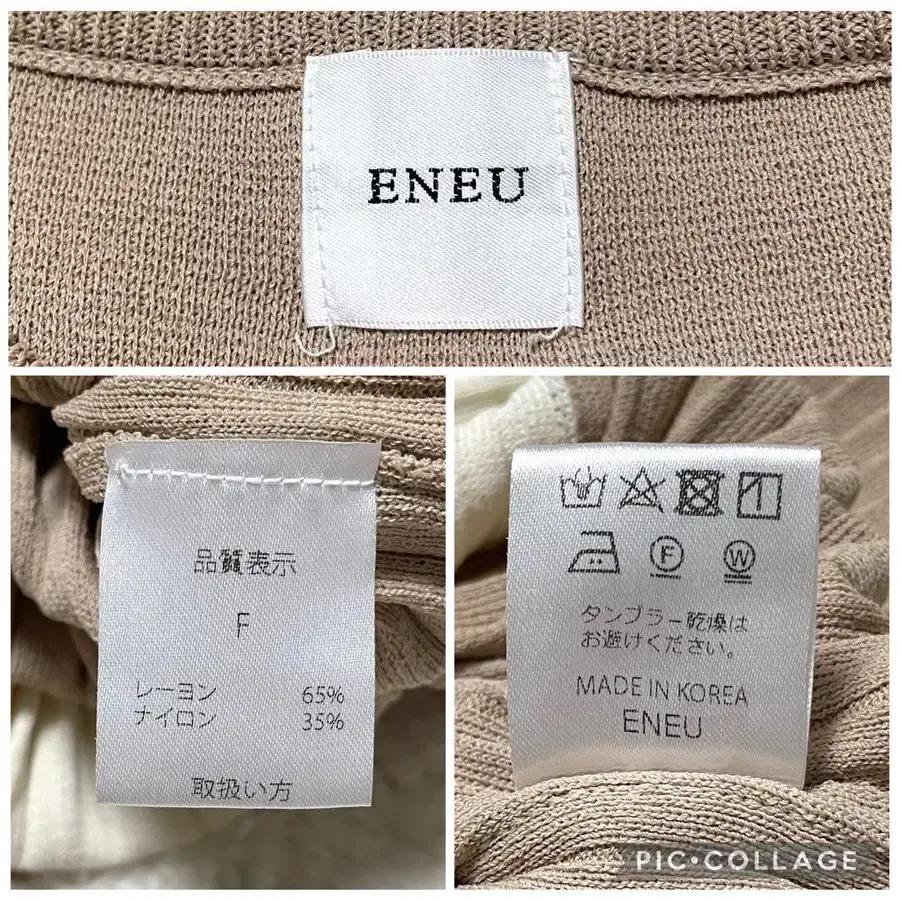 ENEU
品質表示
F
レーヨン 65%
ナイロン 35%
取扱い方
F W
タンブラー乾燥は
お避けください。
MADE IN KOREA
ENEU
PIC•COLLAGE